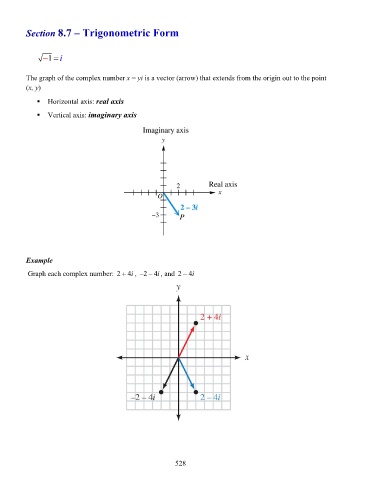 Section 8.7 – Trigonometric Form
√−1 = i
The graph of the complex number x = yi is a vector (arrow) that extends from the origin out to the point
(x, y)
• Horizontal axis: real axis
• Vertical axis: imaginary axis
Imaginary axis
y
2
Real axis
x
O
2 – 3i
–3
P
Example
Graph each complex number: 2 + 4i , –2 – 4i , and 2 – 4i
y
2 + 4i
x
–2 – 4i
2 – 4i
528